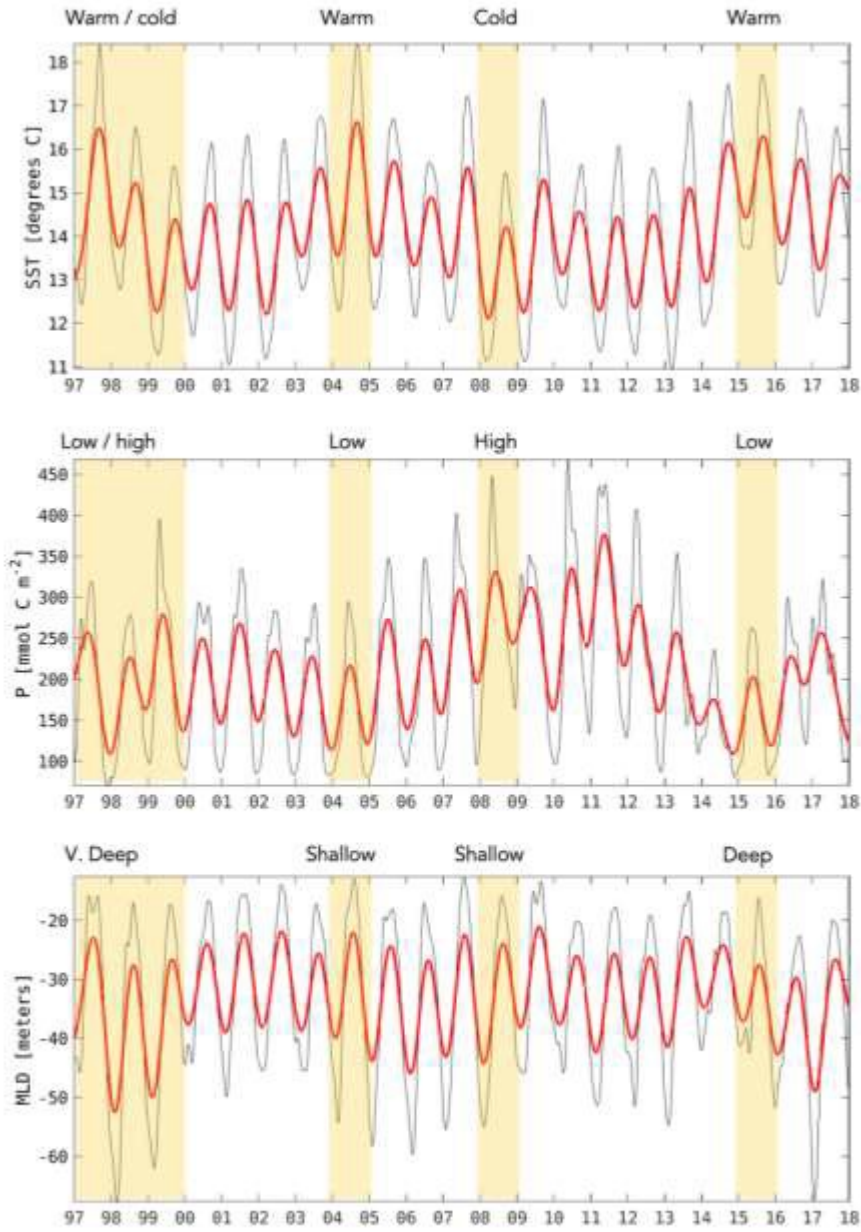 Warm / cold Warm Cold Warm
18
17
16
15
14
13
12
11
SST [degrees C]
97 98 99 00 01 02 03 04 05 06 07 08 09 10 11 12 13 14 15 16 17 18
Low / high Low High Low
450
400
350
300
250
200
150
100
P [mmol C m-2]
97 98 99 00 01 02 03 04 05 06 07 08 09 10 11 12 13 14 15 16 17 18
V. Deep Shallow Shallow Deep
-20
-30
-40
-50
-60
MLD [meters]
97 98 99 00 01 02 03 04 05 06 07 08 09 10 11 12 13 14 15 16 17 18